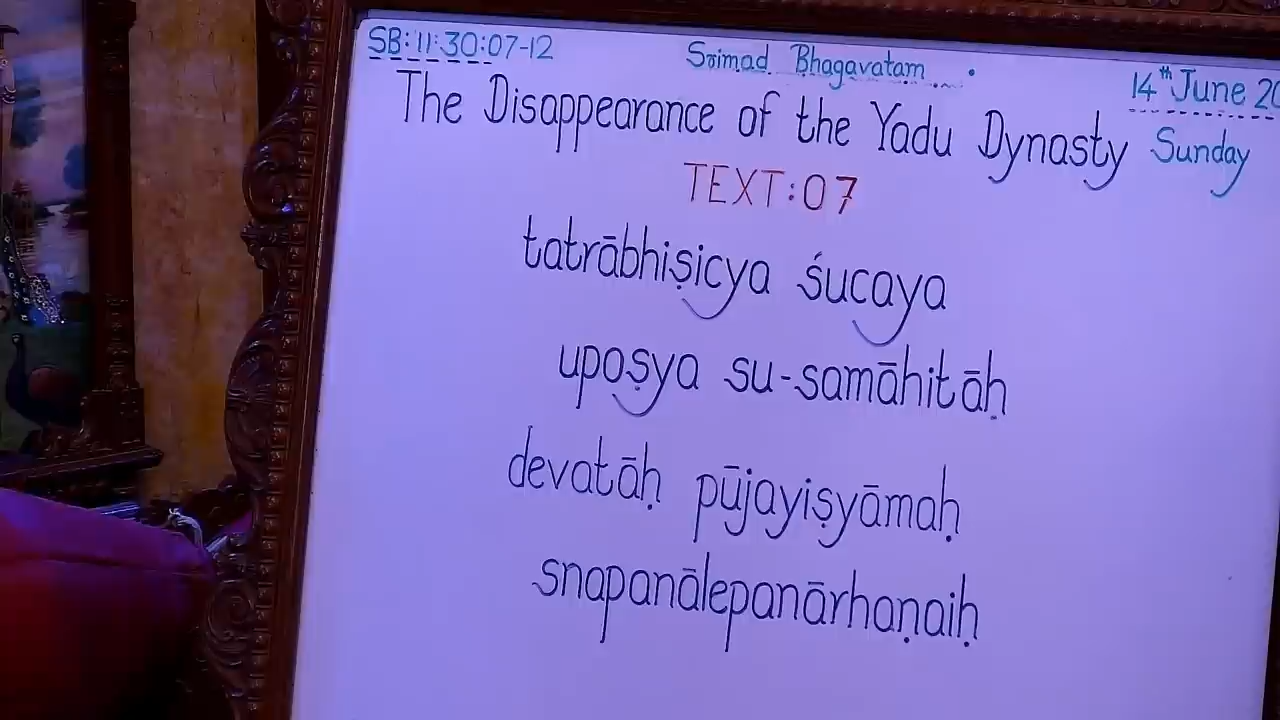 SB:11:30:07-12
Srimad Bhagavatam
14th June 20
The Disappearance of the Yadu Dynasty
Sunday
TEXT:07
tatrābhiṣicya śucaya
upoṣya su-samāhitāḥ
devatāḥ pūjayiṣyāmaḥ
snapanālepanārhaṇaiḥ